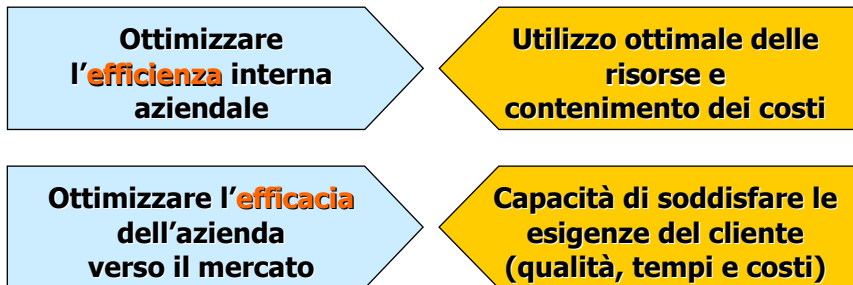 Ottimizzare
l'efficienza interna
aziendale
Utilizzo ottimale delle
risorse e
contenimento dei costi
Ottimizzare l'efficacia
dell'azienda
verso il mercato
Capacità di soddisfare le
esigenze del cliente
(qualità, tempi e costi)